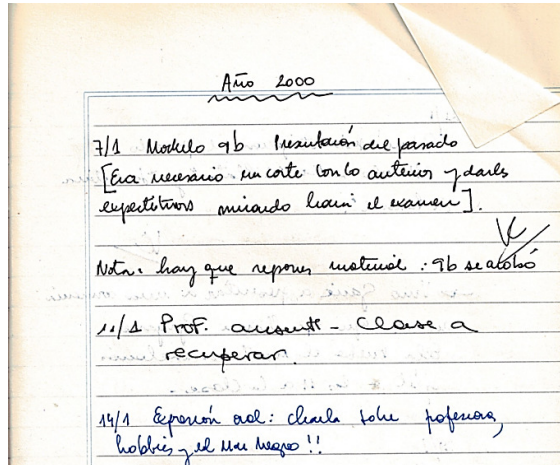 Año 2000
7/1 Modulo 9b Presentación del pasado
[Era necesario un corte con lo anterior y darles
expectativas mirando hacia el examen].
Nota: hay que reponer material: 9b se acabó
11/1 Prof. ausente - Clase a
recuperar.
14/1 Expresión oral: charla sobre profesiones,
hobbies y el Mar Negro!!